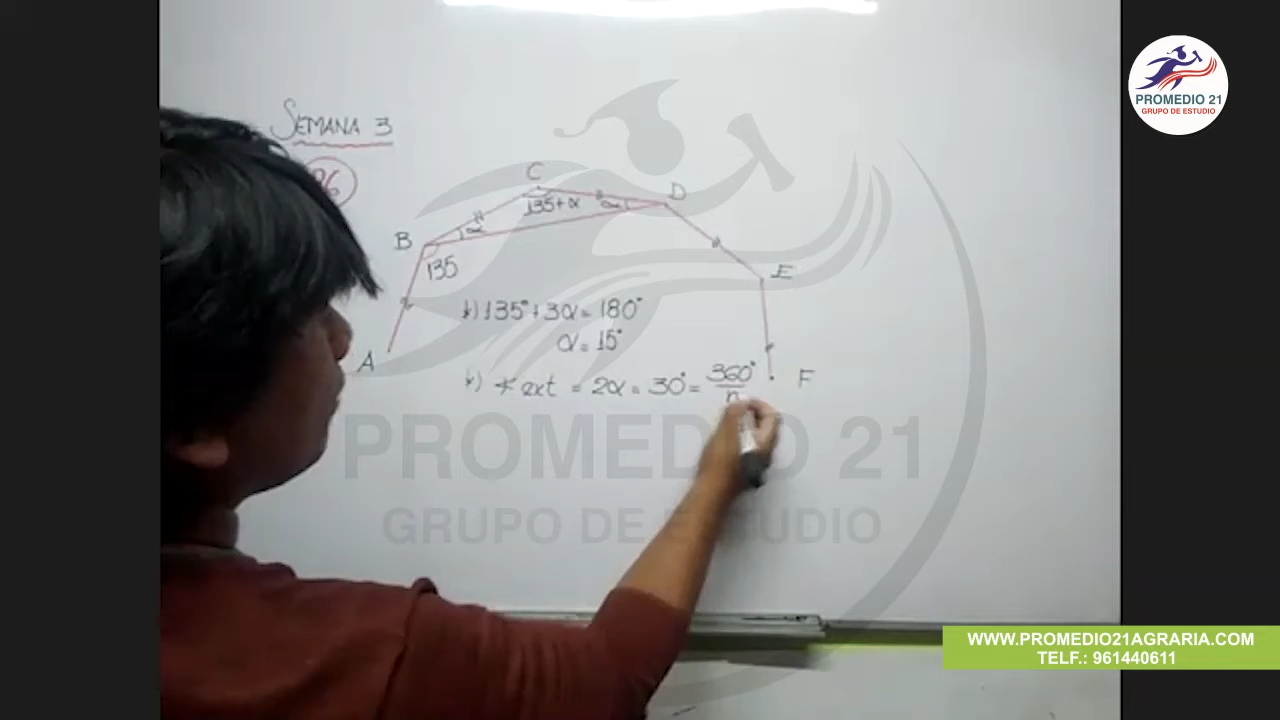 PROMEDIO 21
GRUPO DE ESTUDIO
SEMANA 3
86
C
D
135+α
α
α
B
135
E
*) 135°+3α=180°
α=15°
A
*) ∢ext = 2α = 30° = 360°/n
F
PROMEDIO 21
GRUPO DE ESTUDIO
WWW.PROMEDIO21AGRARIA.COM
TELF.: 961440611